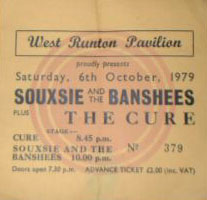 West Runton Pavilion
proudly presents
Saturday, 6th October, 1979
SOUXSIE AND THE BANSHEES
PLUS THE CURE
STAGE:—
CURE 8.45 p.m.
SOUXSIE AND THE
BANSHEES 10.00 p.m.
Nº 379
Doors open 7.30 p.m. ADVANCE TICKET £2.00 (inc. VAT)